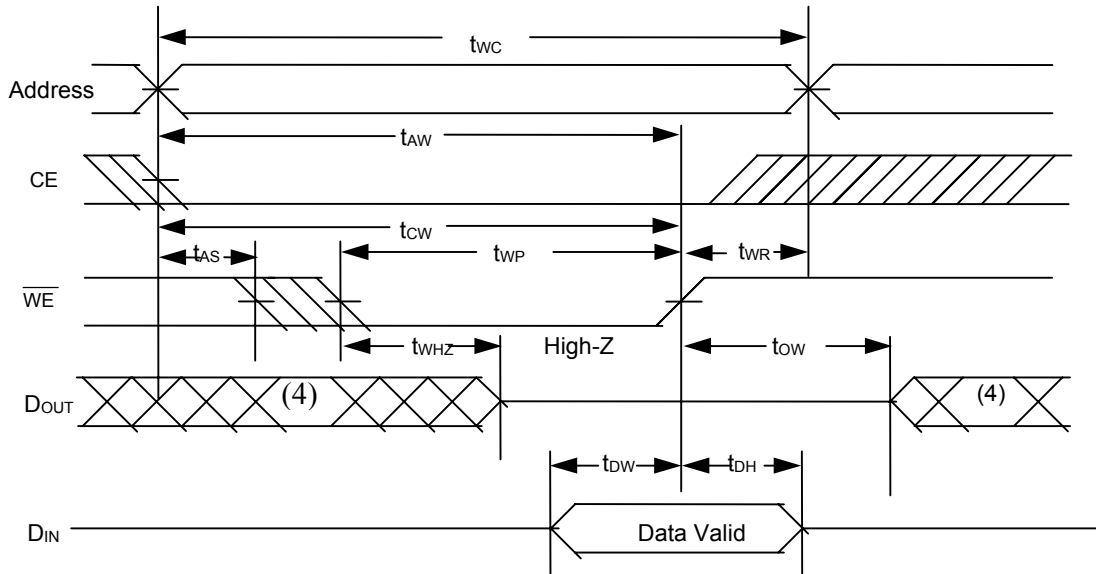 tWC
Address
tAW
CE
tCW
tAS
tWP
tWR
WE
tWHZ
High-Z
tOW
DOUT
(4)
(4)
tDW
tDH
DIN
Data Valid